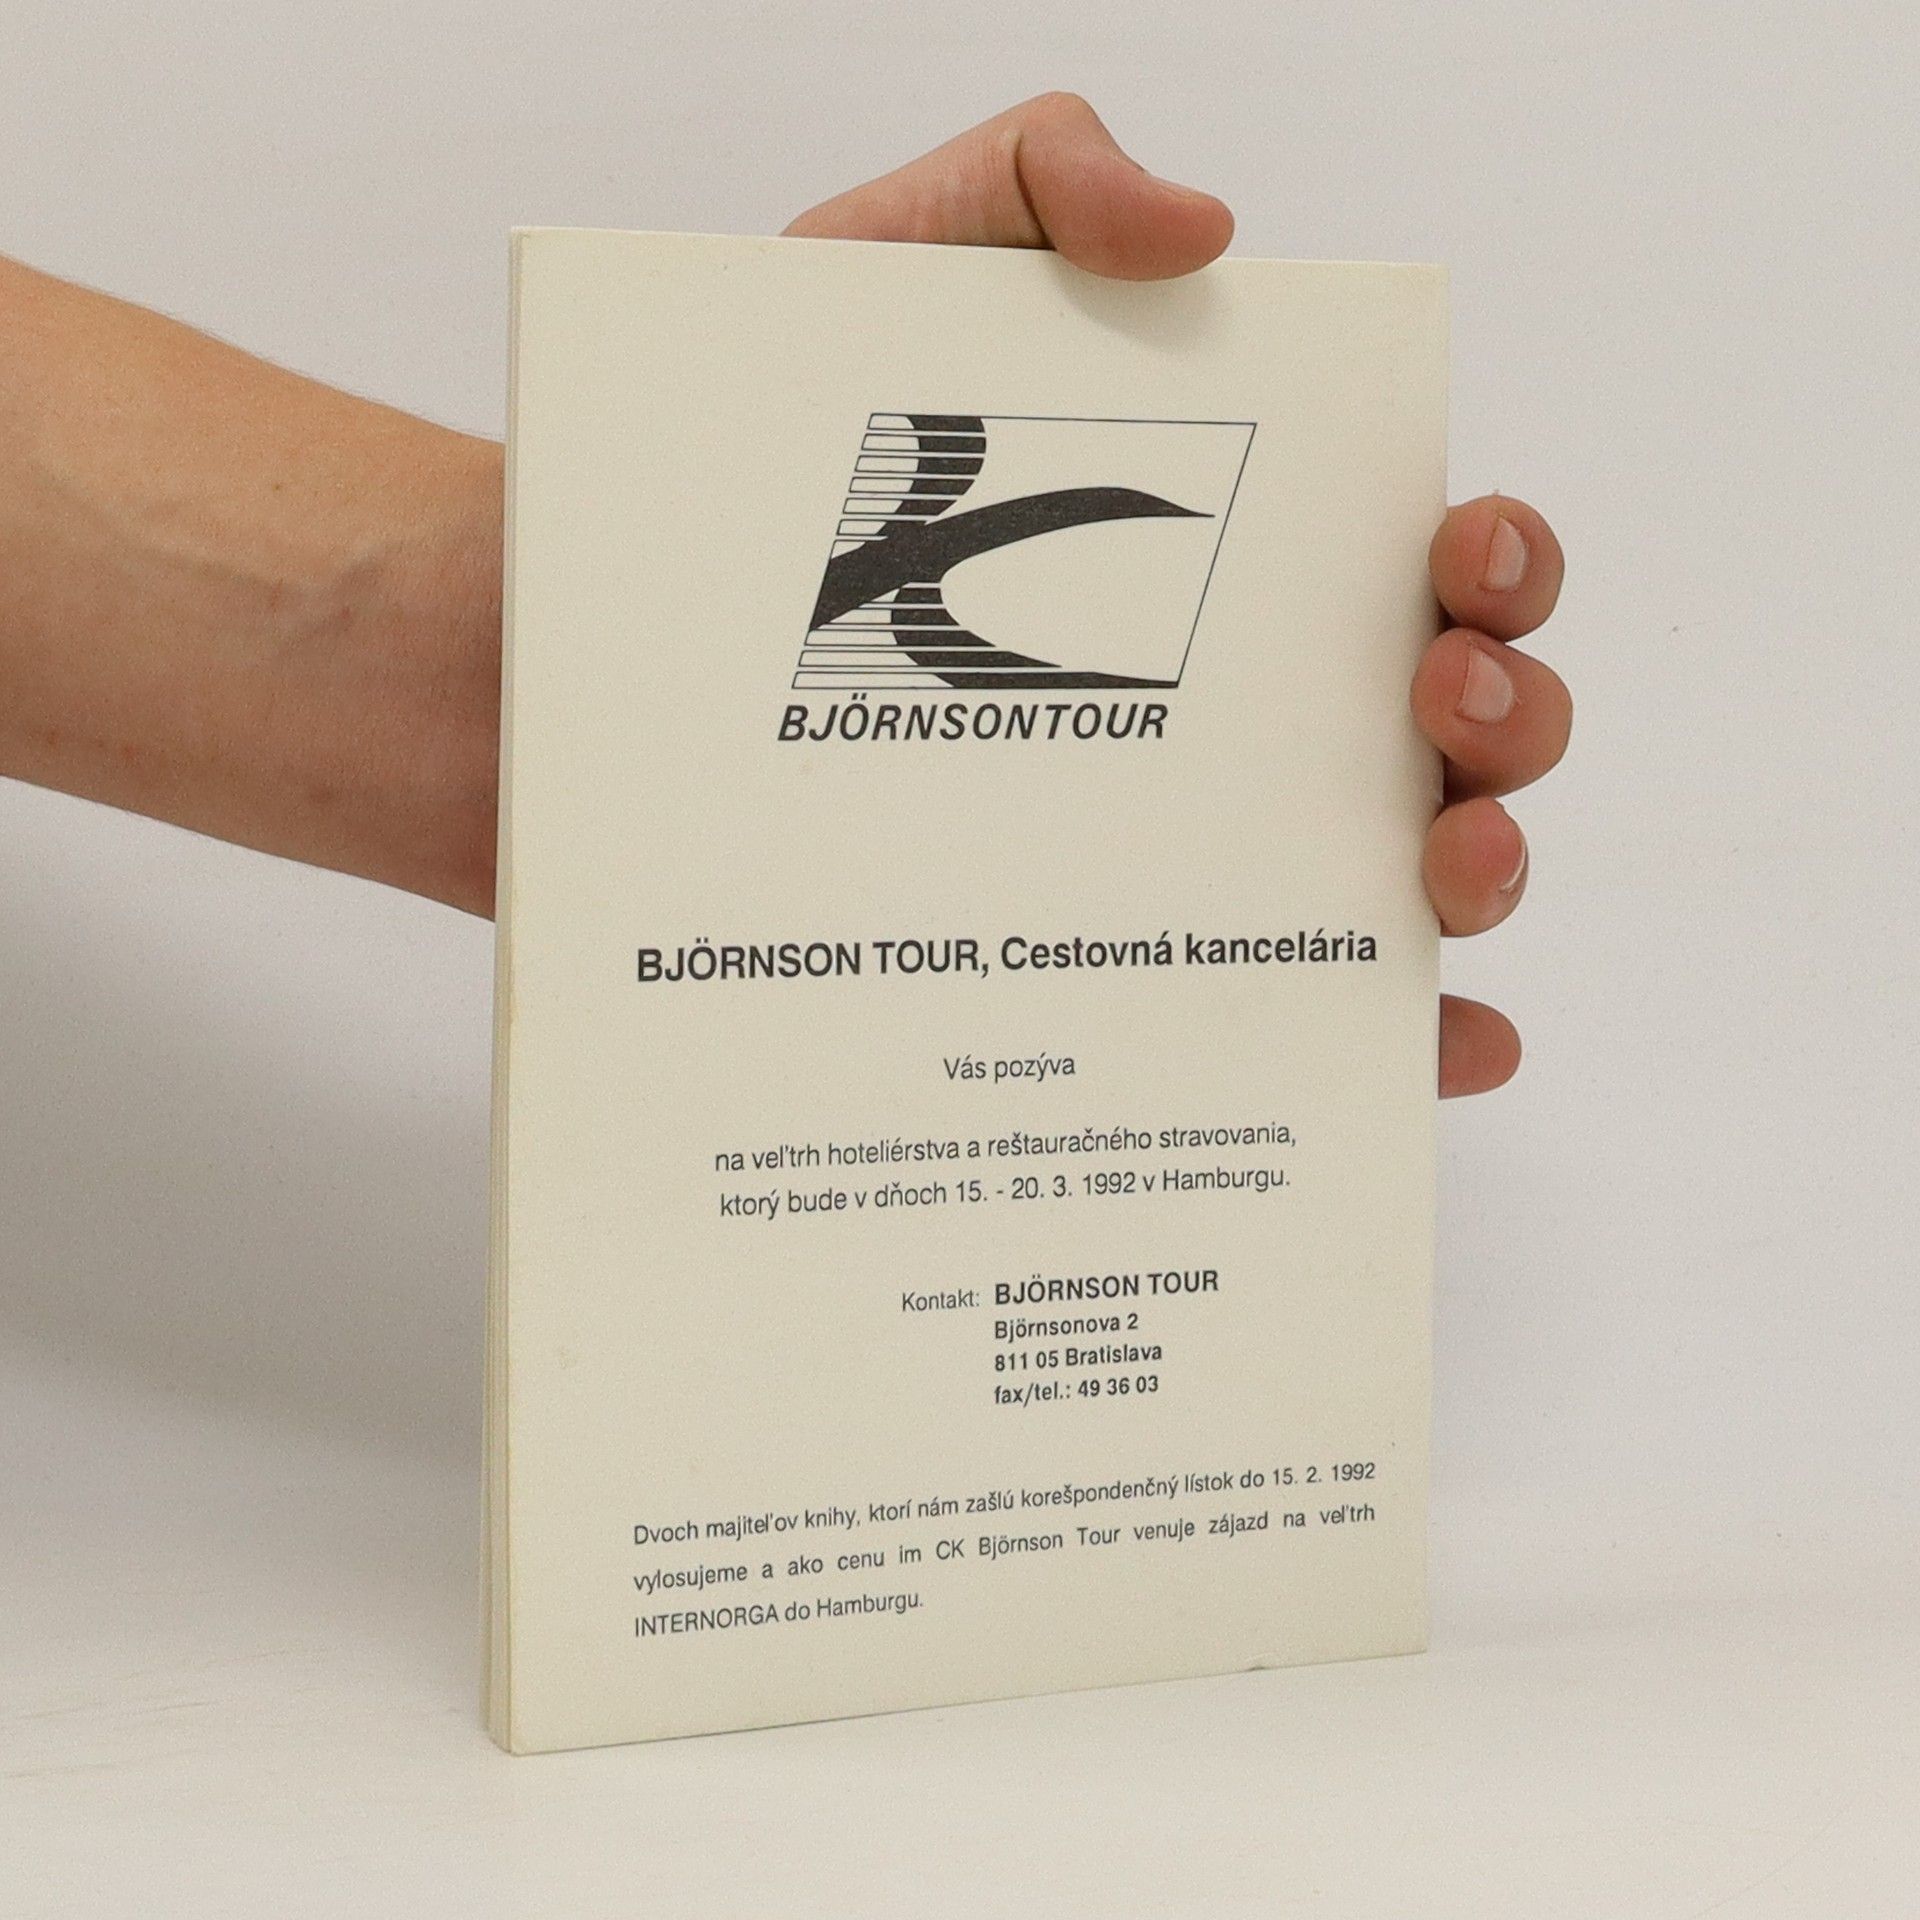 BJÖRNSONTOUR
BJÖRNSON TOUR, Cestovná kancelária
Vás pozýva
na veľtrh hoteliérstva a reštauračného stravovania,
ktorý bude v dňoch 15. - 20. 3. 1992 v Hamburgu.
Kontakt: BJÖRNSON TOUR
Björnsonova 2
811 05 Bratislava
fax/tel.: 49 36 03
Dvoch majiteľov knihy, ktorí nám zašlú korešpondenčný lístok do 15. 2. 1992
vylosujeme a ako cenu im CK Björnson Tour venuje zájazd na veľtrh
INTERNORGA do Hamburgu.